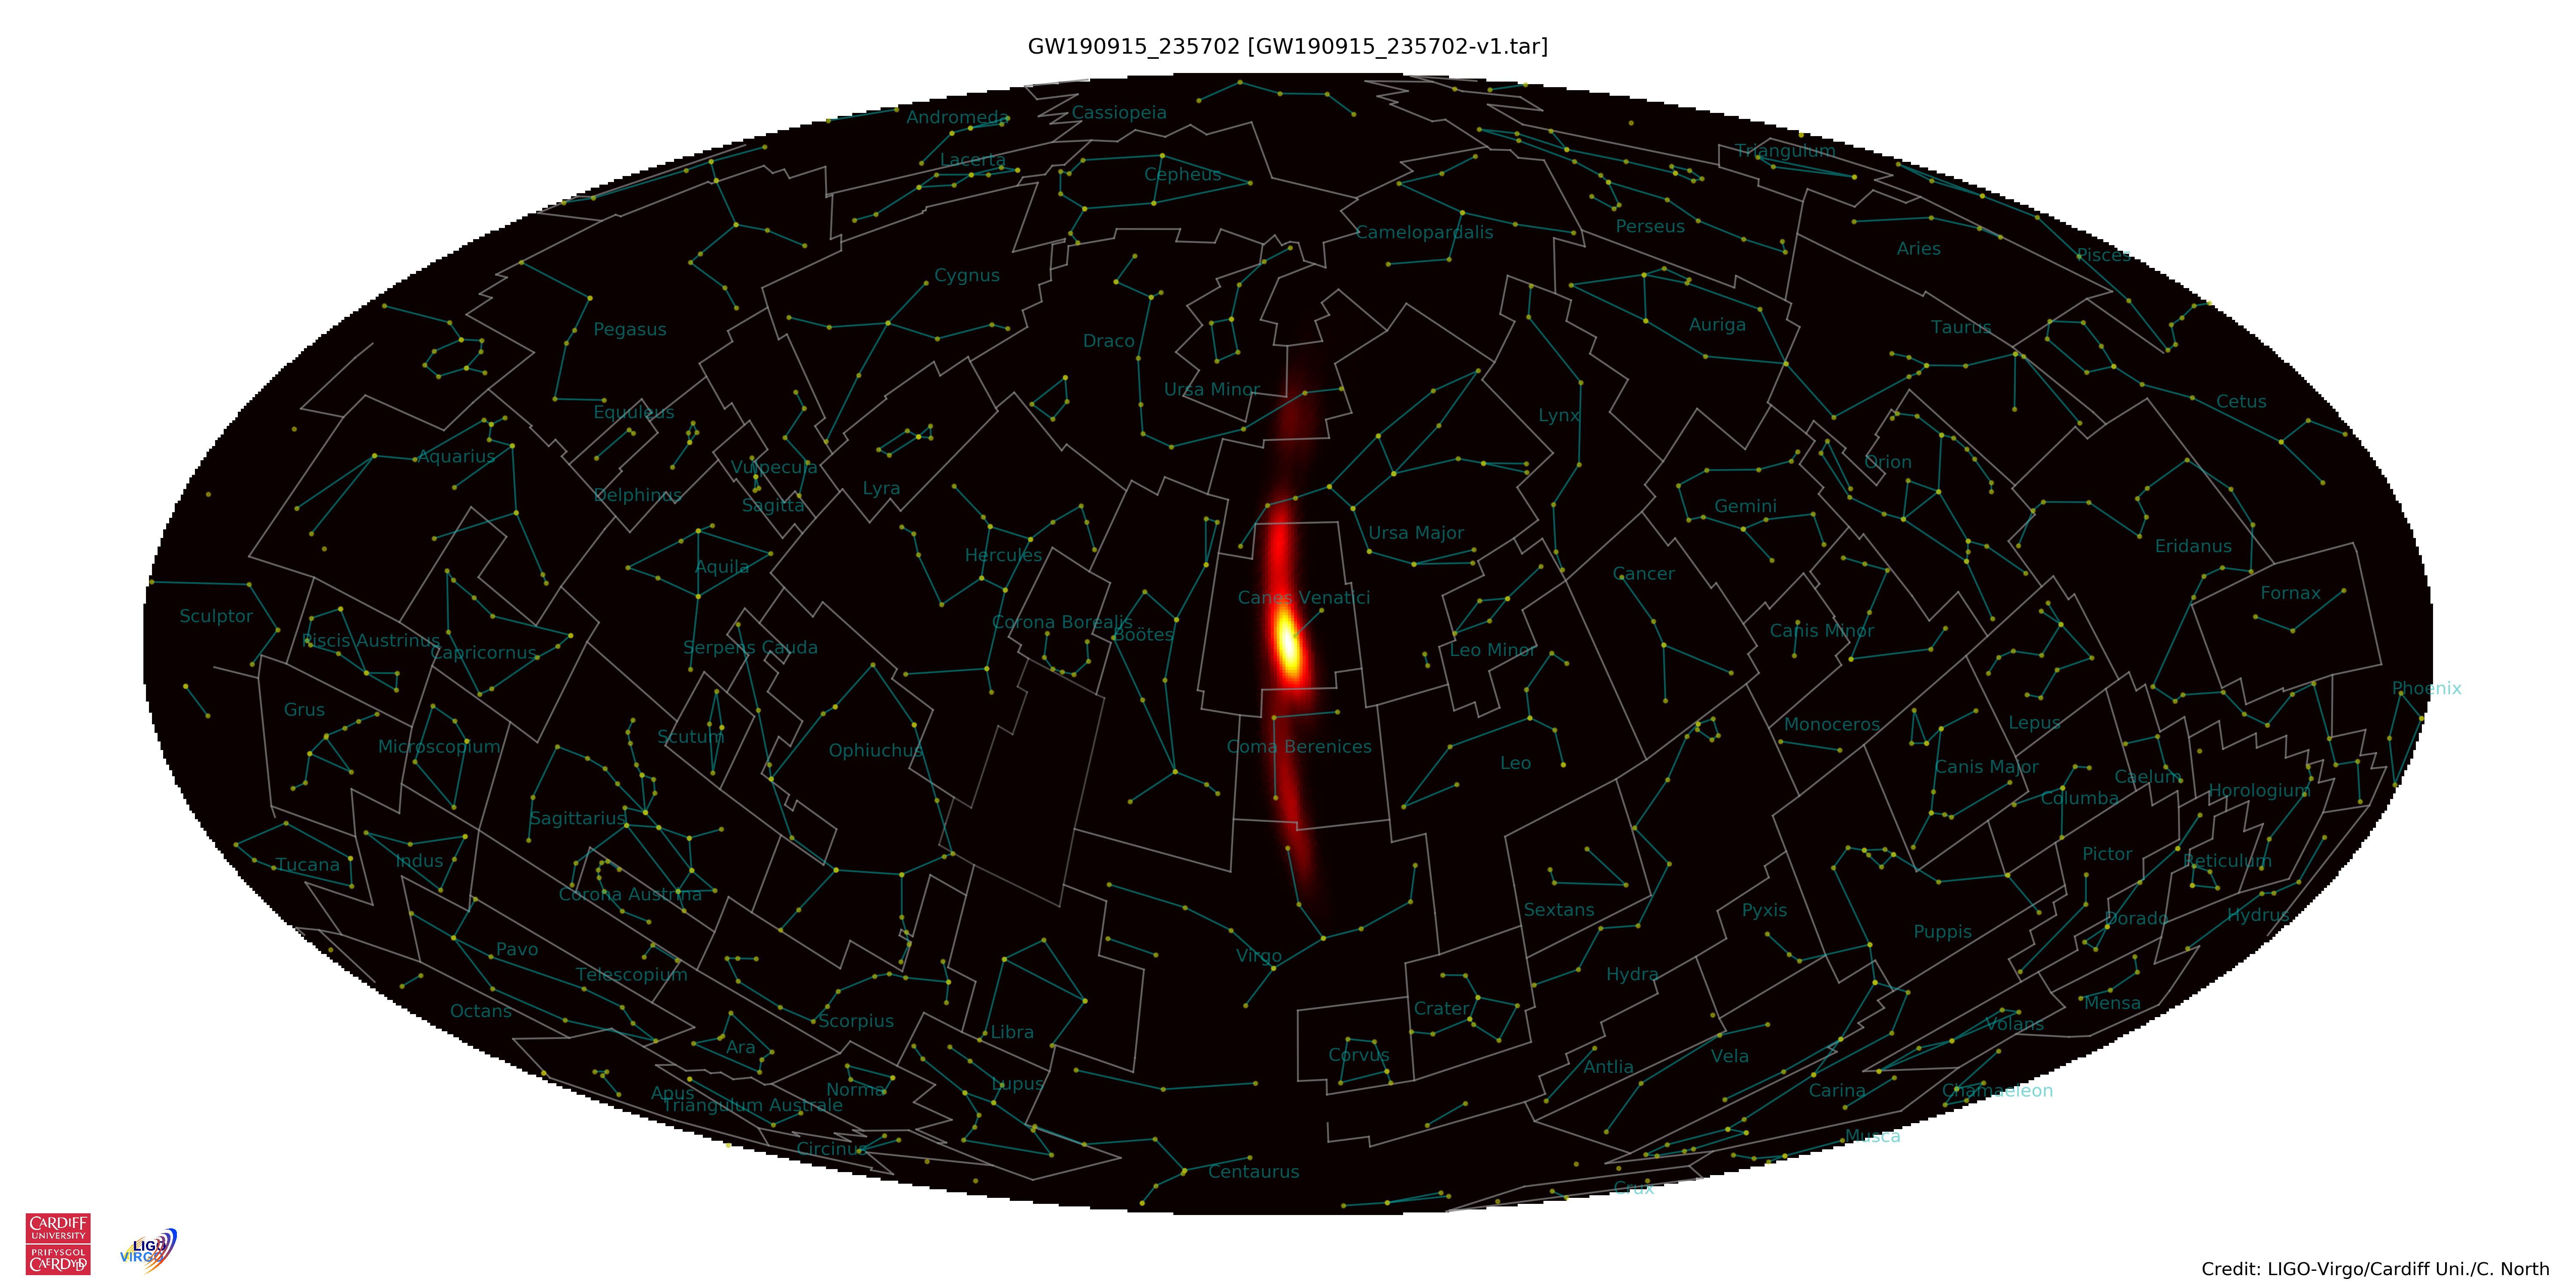 GW190915_235702 [GW190915_235702-v1.tar]
Andromeda
Cassiopeia
Lacerta
Cepheus
Triangulum
Camelopardalis
Perseus
Aries
Pisces
Cygnus
Pegasus
Draco
Auriga
Taurus
Ursa Minor
Equuleus
Lynx
Cetus
Aquarius
Vulpecula
Orion
Delphinus
Sagitta
Lyra
Gemini
Ursa Major
Hercules
Aquila
Eridanus
Cancer
Canes Venatici
Fornax
Sculptor
Corona Borealis
Boötes
Canis Minor
Piscis Austrinus
Capricornus
Serpens Cauda
Leo Minor
Phoenix
Grus
Scutum
Microscopium
Ophiuchus
Coma Berenices
Monoceros
Lepus
Leo
Canis Major
Caelum
Columba
Horologium
Sagittarius
Tucana
Indus
Pictor
Reticulum
Corona Austrina
Sextans
Pyxis
Dorado
Hydrus
Puppis
Pavo
Virgo
Telescopium
Hydra
Octans
Scorpius
Libra
Crater
Mensa
Volans
Ara
Corvus
Antlia
Vela
Lupus
Norma
Apus
Carina
Chamaeleon
Triangulum Australe
Circinus
Musca
Centaurus
Crux
CARDIFF
UNIVERSITY
PRIFYSGOL
CAERDYDD
LIGO
VIRGO
Credit: LIGO-Virgo/Cardiff Uni./C. North